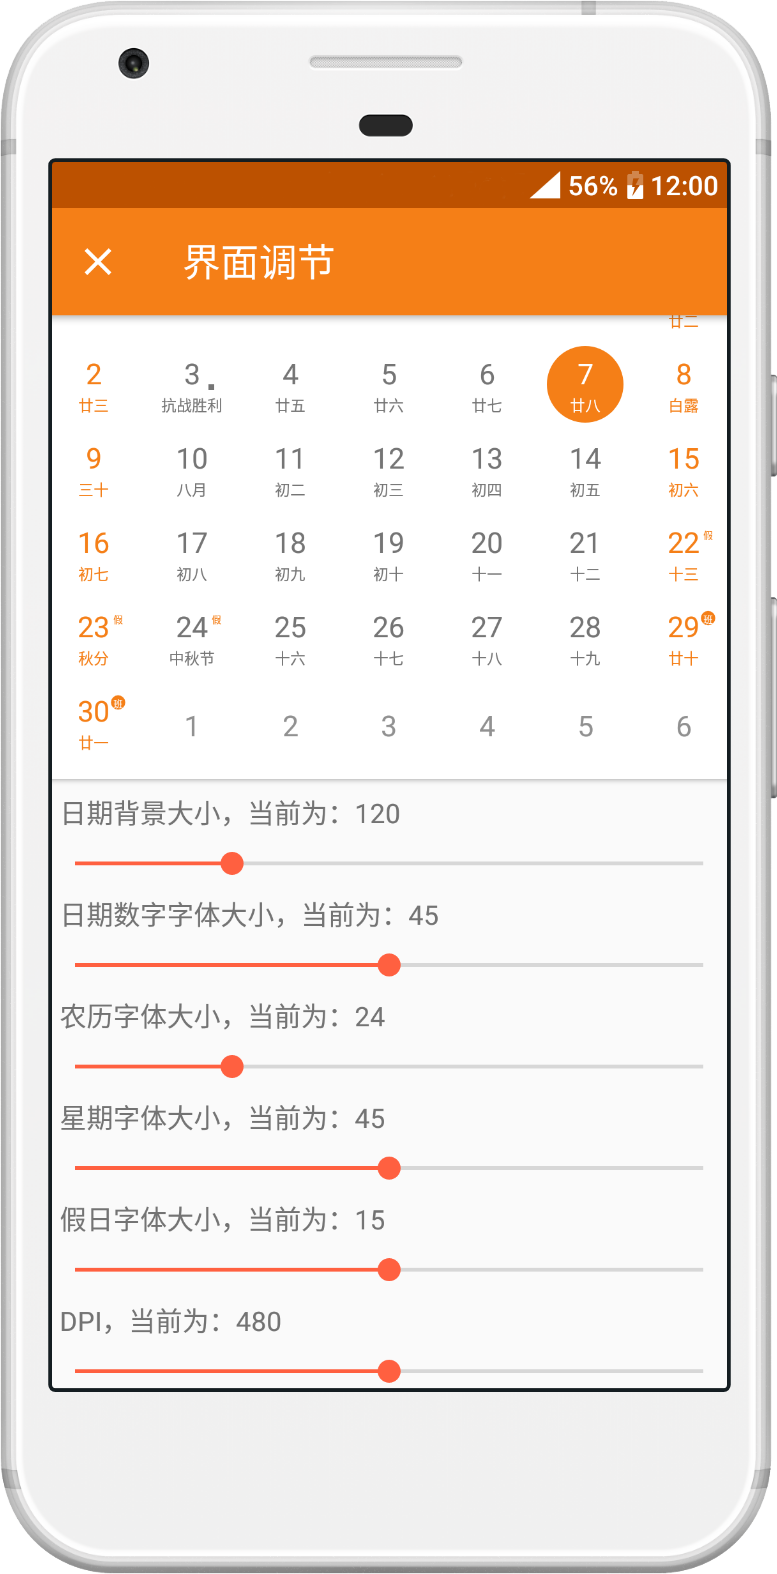 56% 12:00
界面调节
廿二
2 3 4 5 6 7 8
廿三 抗战胜利 廿五 廿六 廿七 廿八 白露
9 10 11 12 13 14 15
三十 八月 初二 初三 初四 初五 初六
16 17 18 19 20 21 22 假
初七 初八 初九 初十 十一 十二 十三
23 假 24 假 25 26 27 28 29 班
秋分 中秋节 十六 十七 十八 十九 廿十
30 班 1 2 3 4 5 6
廿一
日期背景大小，当前为：120
日期数字字体大小，当前为：45
农历字体大小，当前为：24
星期字体大小，当前为：45
假日字体大小，当前为：15
DPI，当前为：480